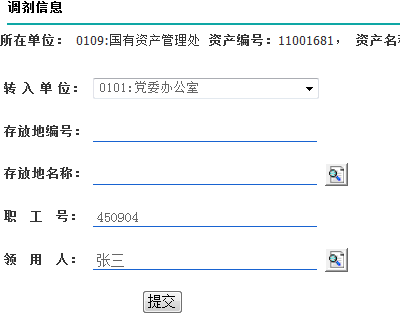 调剂信息
所在单位： 0109:国有资产管理处 资产编号：11001681， 资产名
转 入 单 位： 0101:党委办公室
存放地编号：
存放地名称：
职 工 号： 450904
领 用 人： 张三
提交